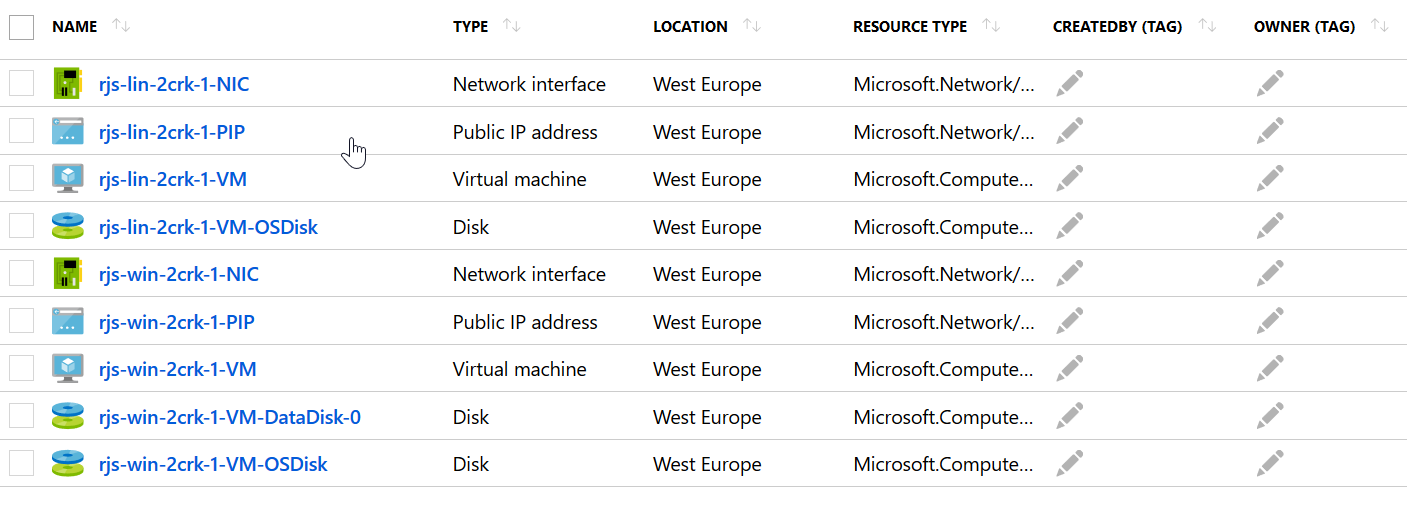 NAME TYPE LOCATION RESOURCE TYPE CREATEDBY (TAG) OWNER (TAG)
rjs-lin-2crk-1-NIC Network interface West Europe Microsoft.Network/...
rjs-lin-2crk-1-PIP Public IP address West Europe Microsoft.Network/...
rjs-lin-2crk-1-VM Virtual machine West Europe Microsoft.Compute...
rjs-lin-2crk-1-VM-OSDisk Disk West Europe Microsoft.Compute...
rjs-win-2crk-1-NIC Network interface West Europe Microsoft.Network/...
rjs-win-2crk-1-PIP Public IP address West Europe Microsoft.Network/...
rjs-win-2crk-1-VM Virtual machine West Europe Microsoft.Compute...
rjs-win-2crk-1-VM-DataDisk-0 Disk West Europe Microsoft.Compute...
rjs-win-2crk-1-VM-OSDisk Disk West Europe Microsoft.Compute...